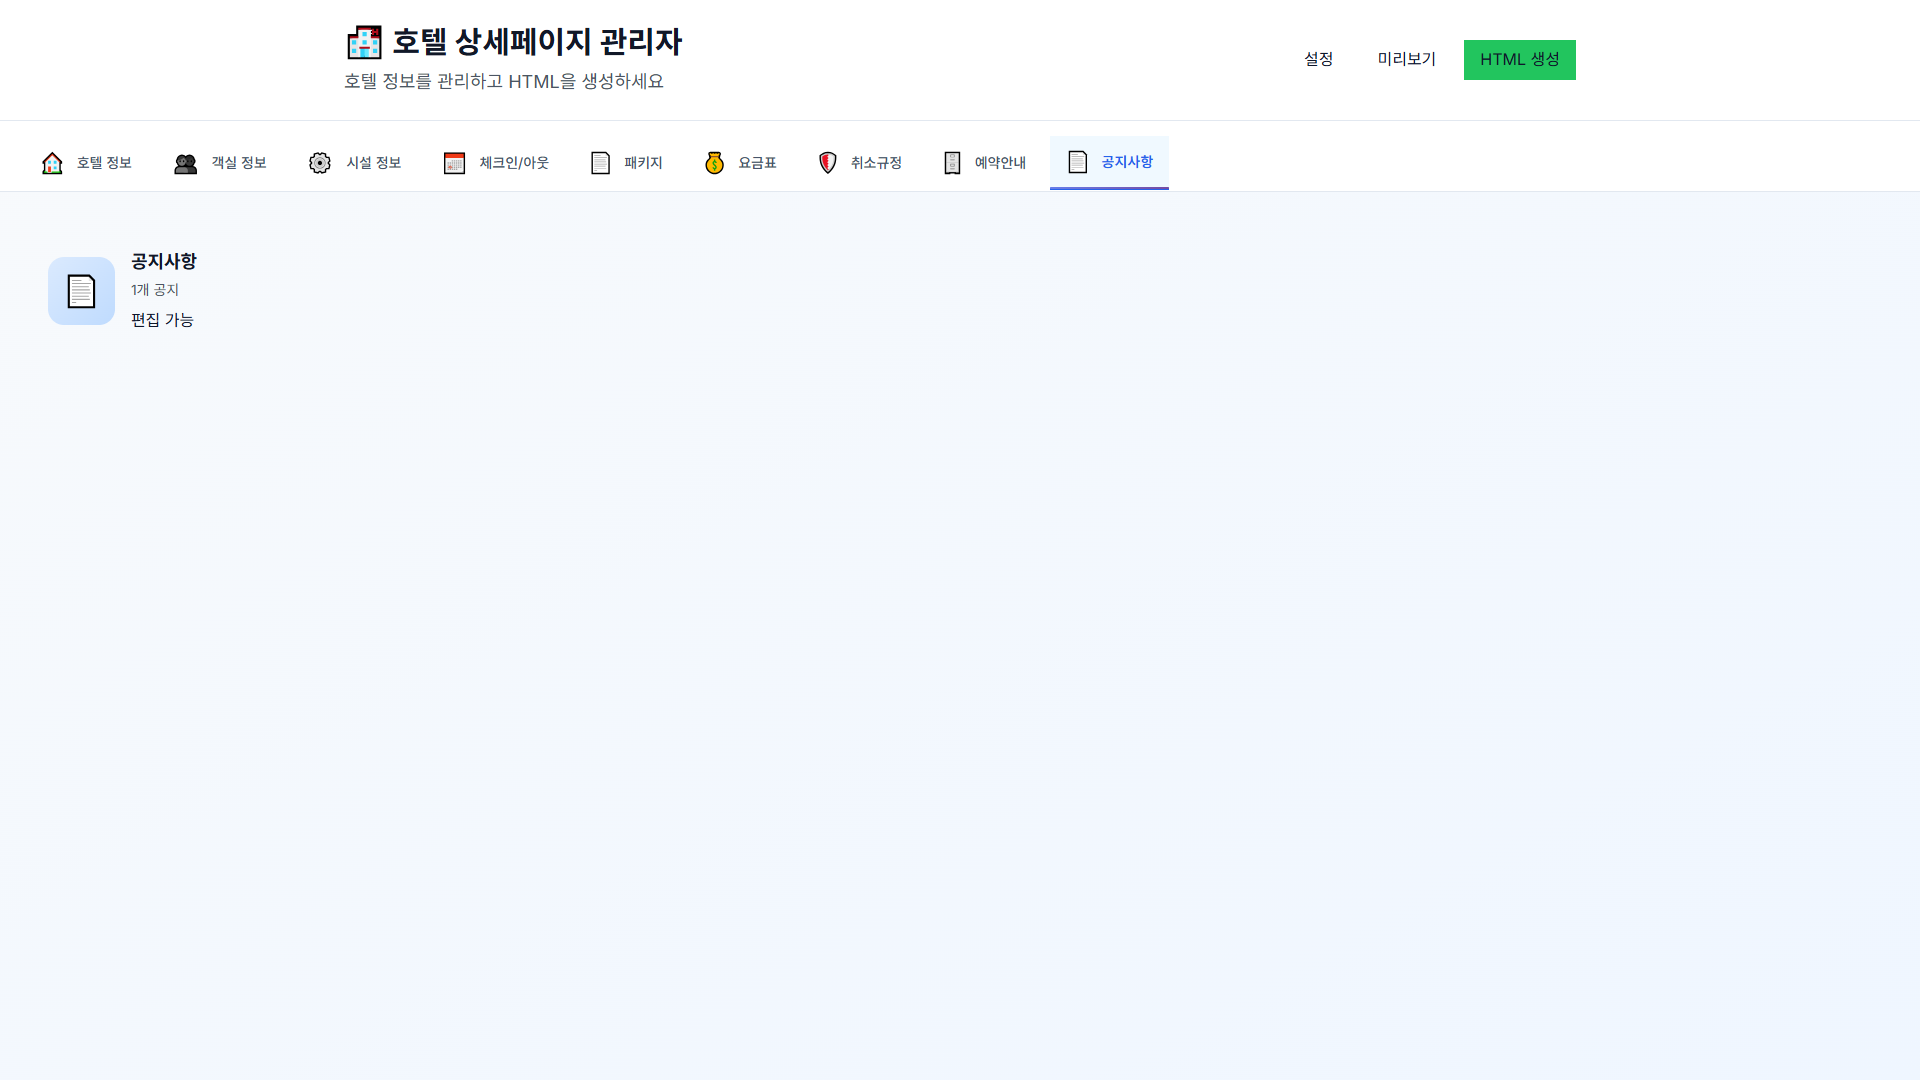 호텔 상세페이지 관리자
호텔 정보를 관리하고 HTML을 생성하세요
설정
미리보기
HTML 생성
호텔 정보
객실 정보
시설 정보
체크인/아웃
패키지
요금표
취소규정
예약안내
공지사항
공지사항
1개 공지
편집 가능